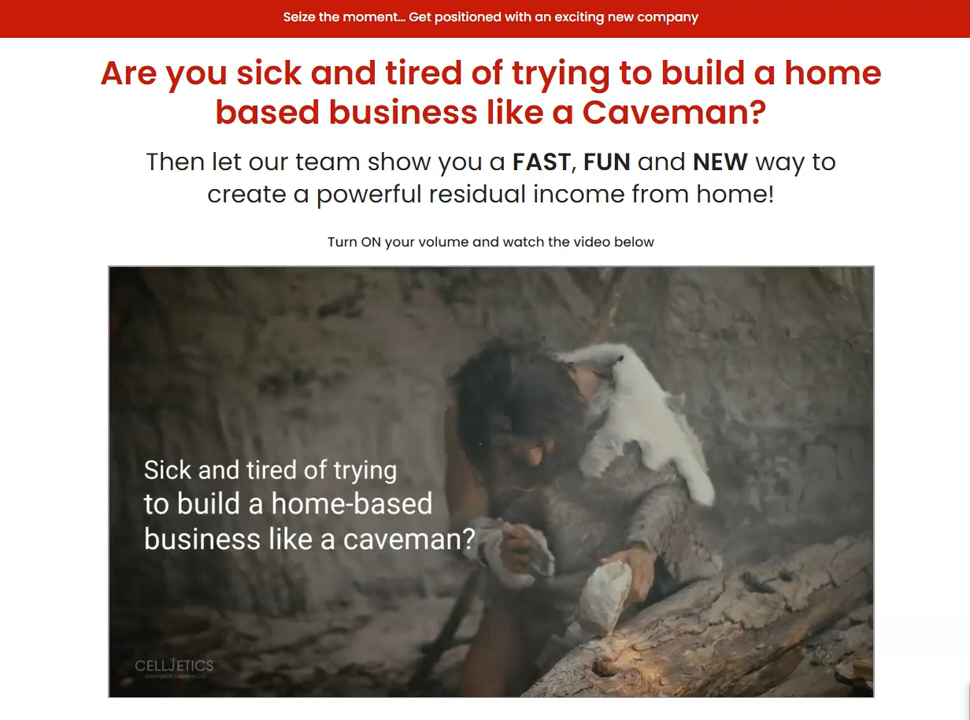 Seize the moment... Get positioned with an exciting new company
Are you sick and tired of trying to build a home
based business like a Caveman?
Then let our team show you a FAST, FUN and NEW way to
create a powerful residual income from home!
Turn ON your volume and watch the video below
Sick and tired of trying
to build a home-based
business like a caveman?
CELLJETICS